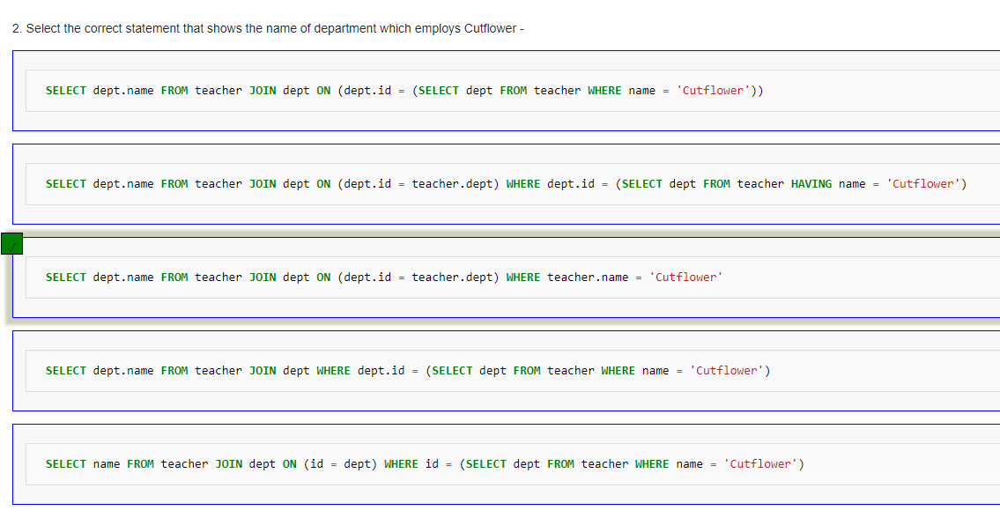 2. Select the correct statement that shows the name of department which employs Cutflower -
SELECT dept.name FROM teacher JOIN dept ON (dept.id = (SELECT dept FROM teacher WHERE name = 'Cutflower'))
SELECT dept.name FROM teacher JOIN dept ON (dept.id = teacher.dept) WHERE dept.id = (SELECT dept FROM teacher HAVING name = 'Cutflower')
SELECT dept.name FROM teacher JOIN dept ON (dept.id = teacher.dept) WHERE teacher.name = 'Cutflower'
SELECT dept.name FROM teacher JOIN dept WHERE dept.id = (SELECT dept FROM teacher WHERE name = 'Cutflower')
SELECT name FROM teacher JOIN dept ON (id = dept) WHERE id = (SELECT dept FROM teacher WHERE name = 'Cutflower')